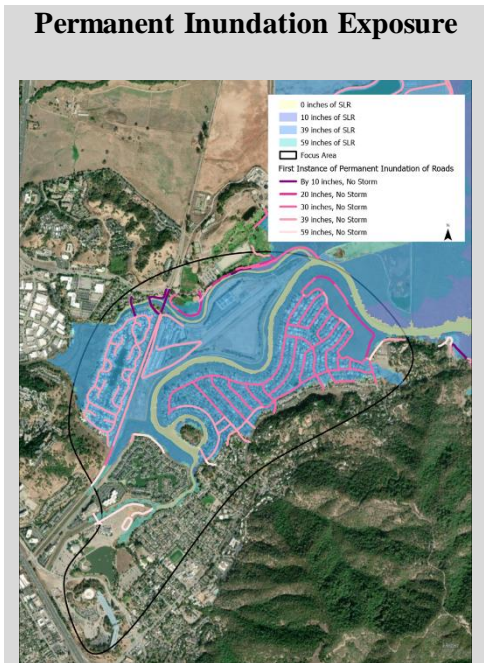 Permanent Inundation Exposure
0 inches of SLR
10 inches of SLR
39 inches of SLR
59 inches of SLR
Focus Area
First Instance of Permanent Inundation of Roads
By 10 inches, No Storm
20 inches, No Storm
30 inches, No Storm
39 inches, No Storm
59 inches, No Storm